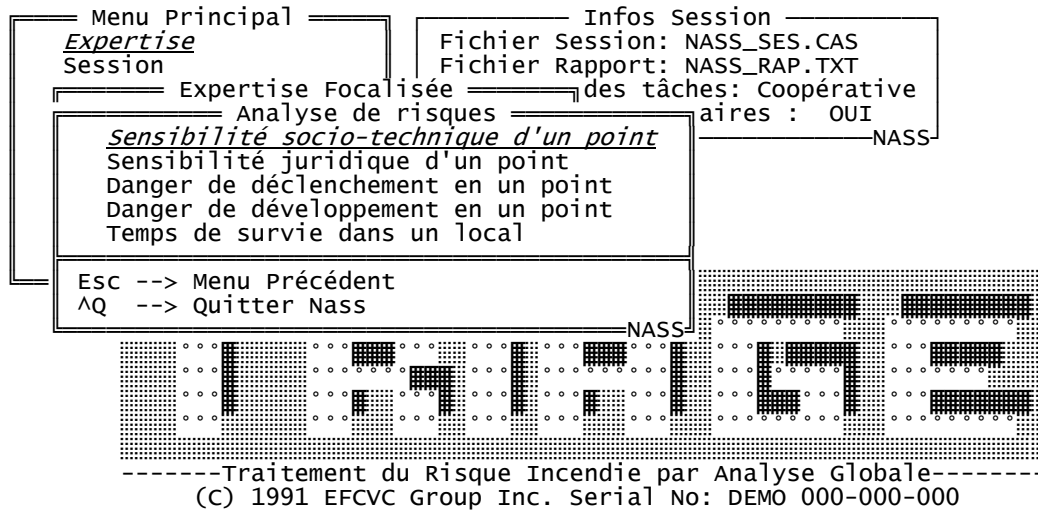 Menu Principal
Expertise
Session
Infos Session
Fichier Session: NASS_SES.CAS
Fichier Rapport: NASS_RAP.TXT
des tâches: Coopérative
aires :  OUI
NASS
Expertise Focalisée
Analyse de risques
Sensibilité socio-technique d'un point
Sensibilité juridique d'un point
Danger de déclenchement en un point
Danger de développement en un point
Temps de survie dans un local
Esc --> Menu Précédent
^Q  --> Quitter Nass
NASS
-------Traitement du Risque Incendie par Analyse Globale--------
(C) 1991 EFCVC Group Inc. Serial No: DEMO 000-000-000